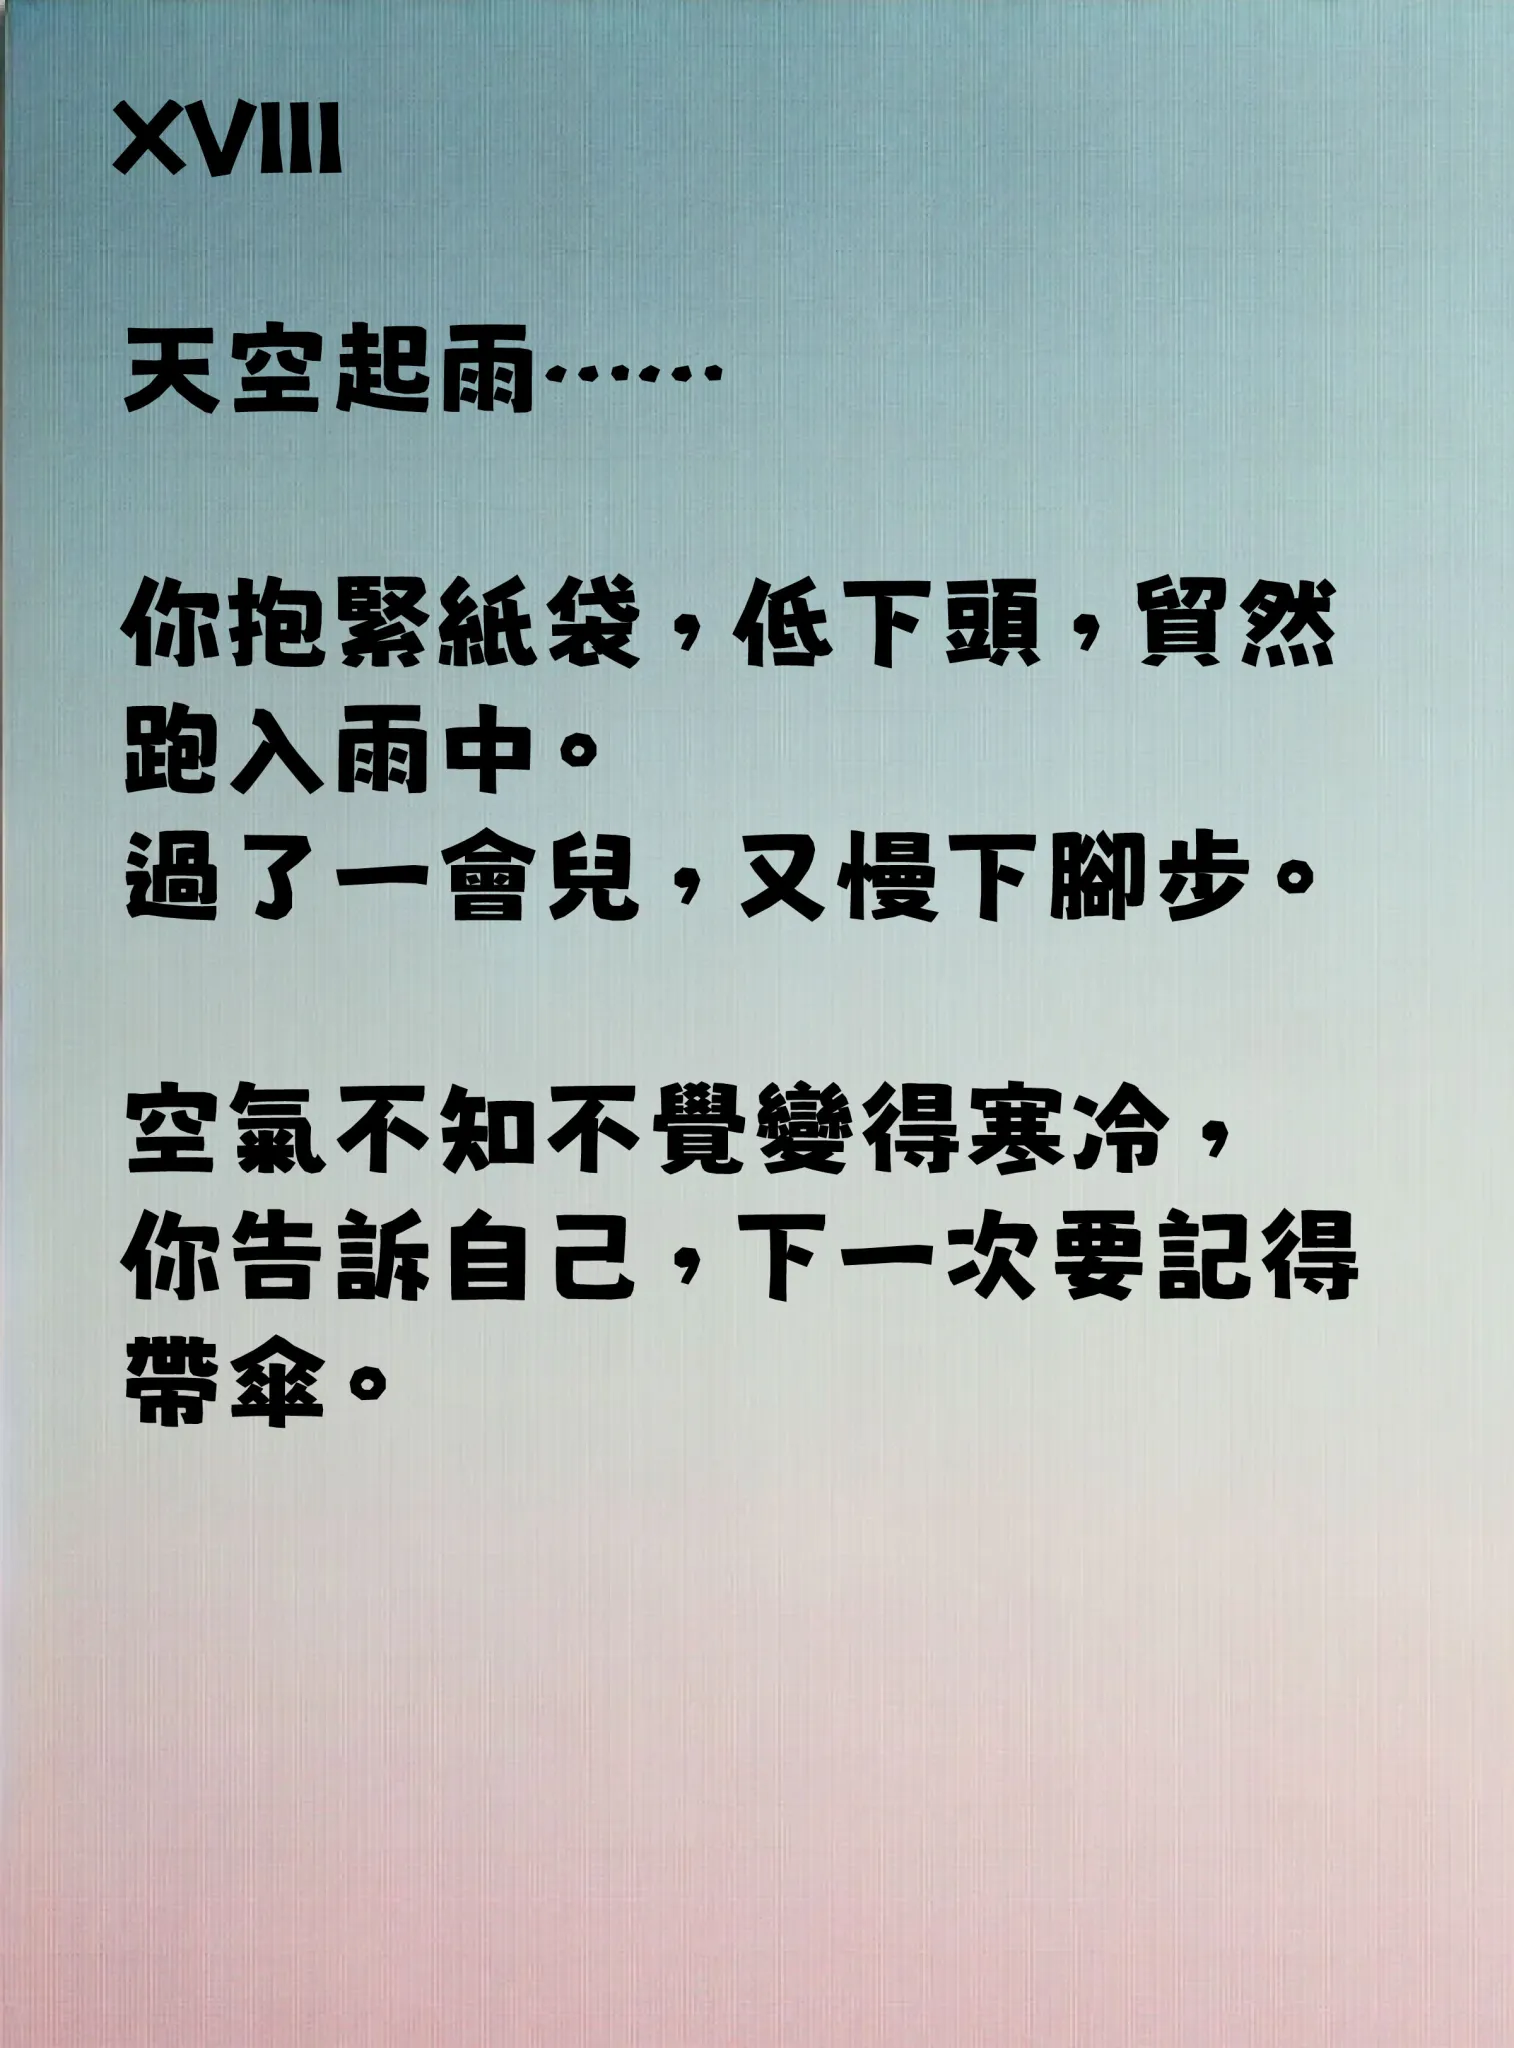 XVIII
天空起雨……
你抱緊紙袋，低下頭，貿然
跑入雨中。
過了一會兒，又慢下腳步。
空氣不知不覺變得寒冷，
你告訴自己，下一次要記得
帶傘。